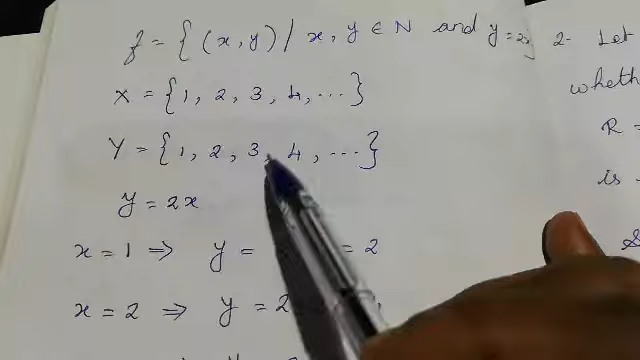 f = { (x, y) / x, y ∈ N and y = 2x}
X = {1, 2, 3, 4, ...}
Y = {1, 2, 3, 4, ...}
y = 2x
x = 1 ⇒ y = = 2
x = 2 ⇒ y = 2
2. Let
wheth
R =
is